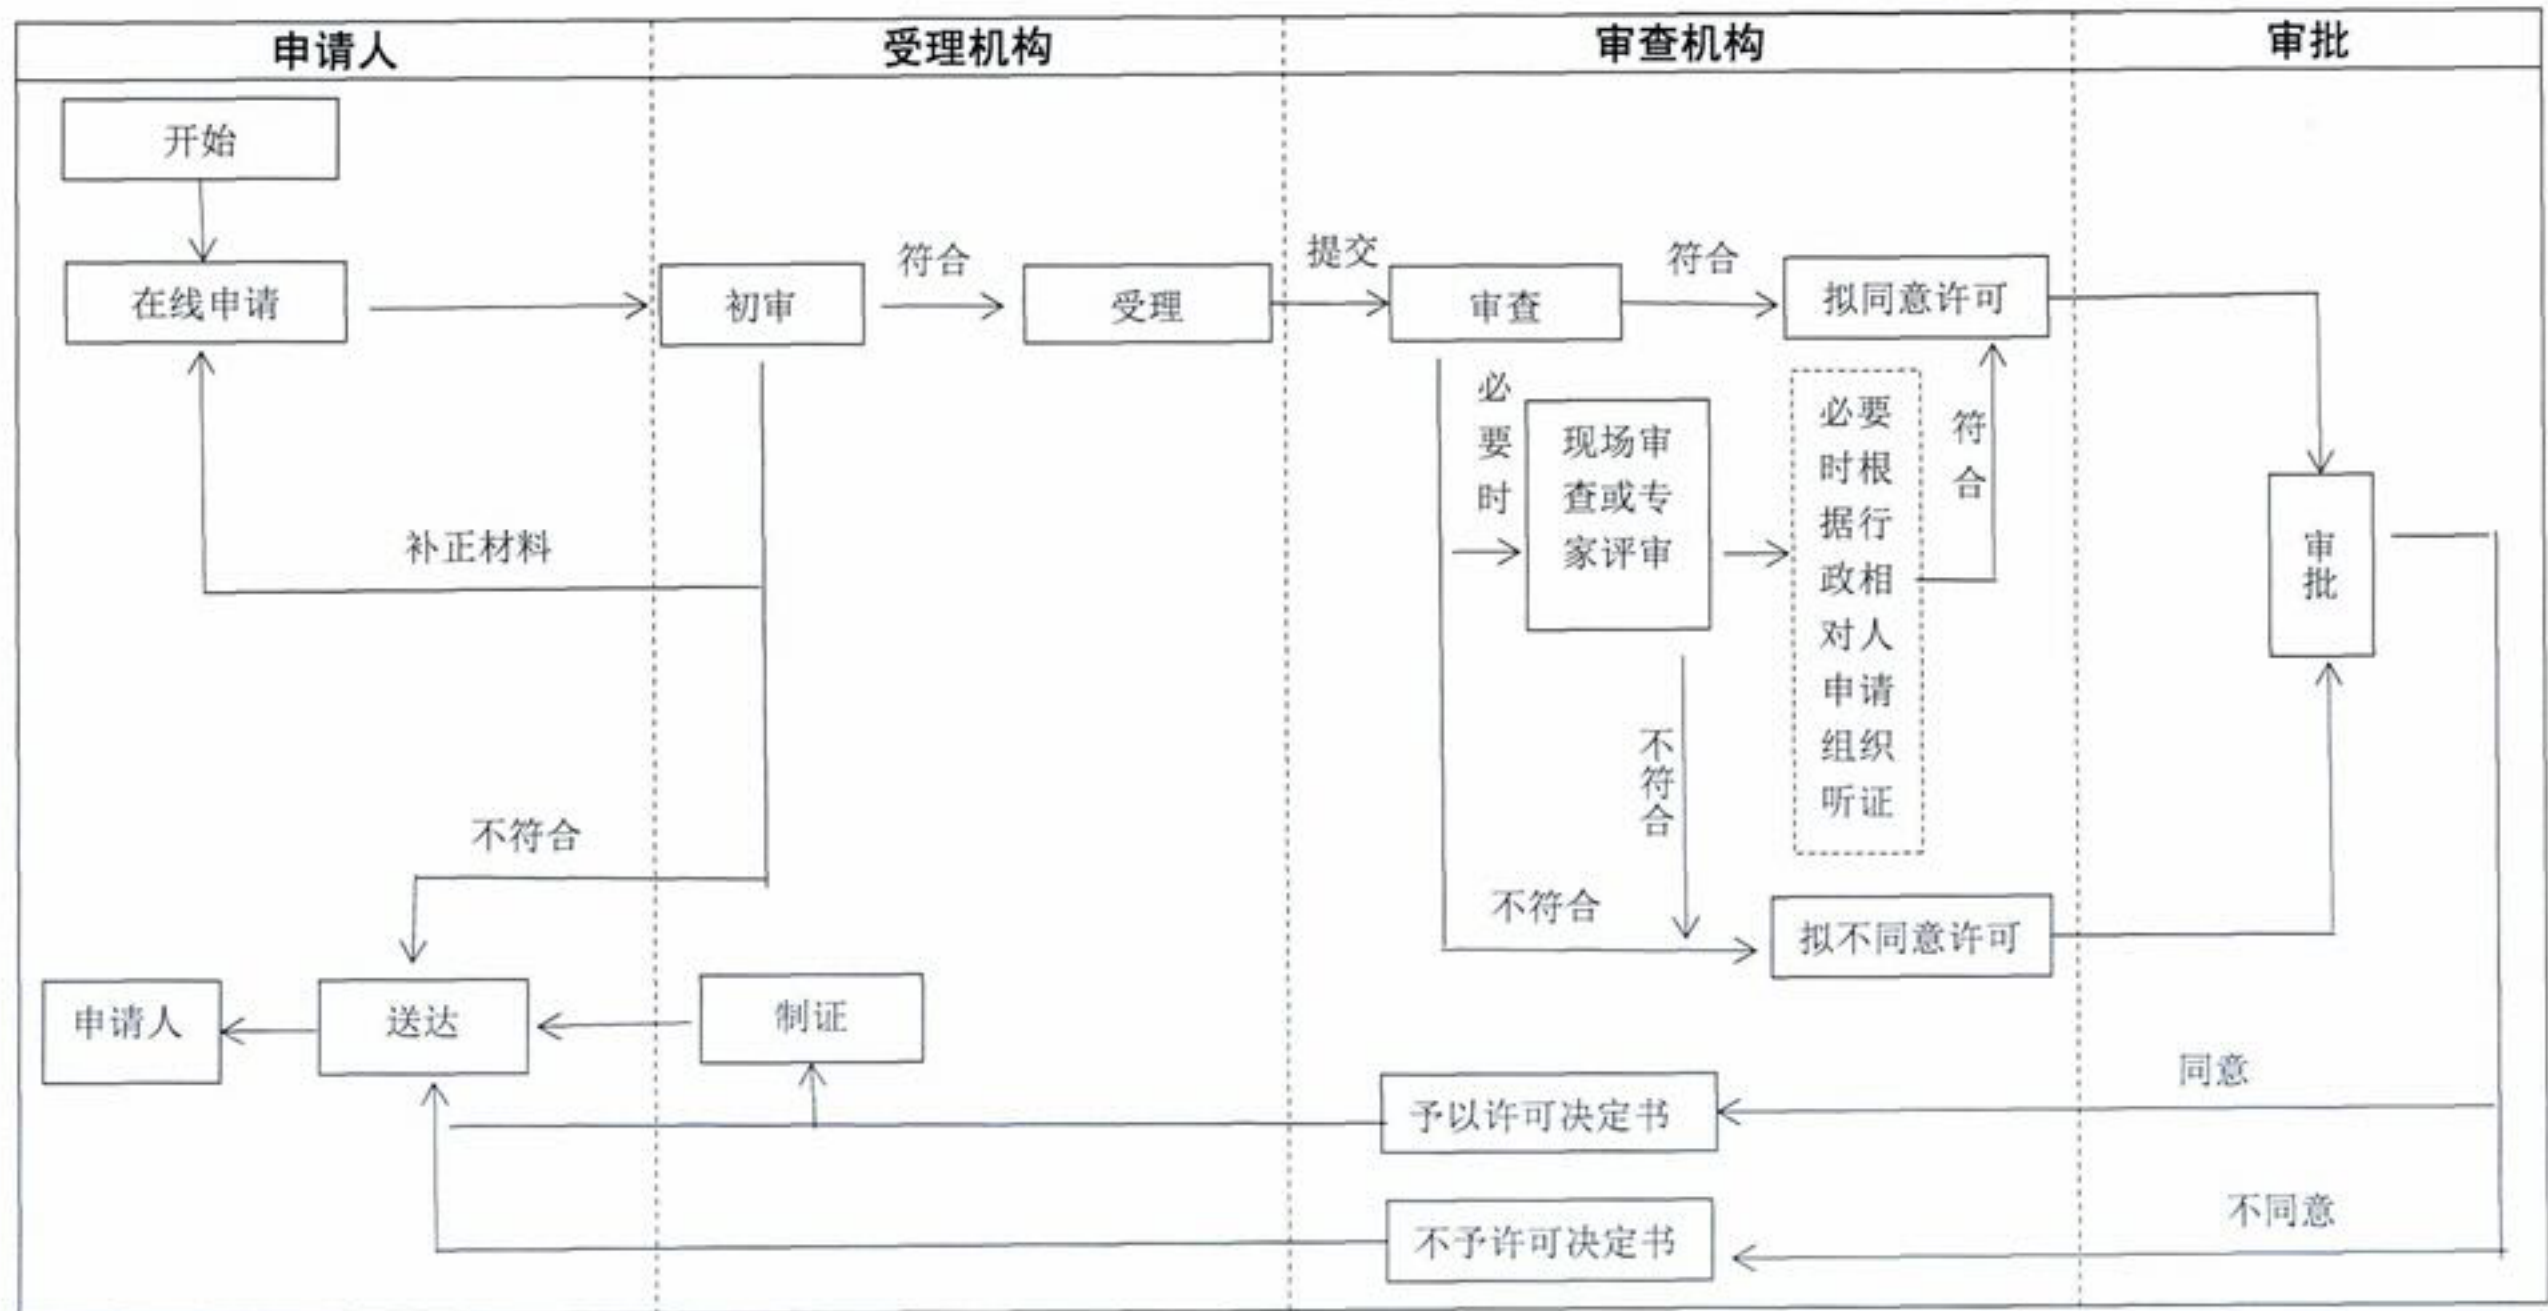 申请人
受理机构
审查机构
审批
开始
在线申请
初审
符合
受理
提交
审查
符合
拟同意许可
必
要
时
现场审
查或专
家评审
必要
时根
据行
政相
对人
申请
组织
听证
符
合
审
批
补正材料
不
符
合
不符合
不符合
拟不同意许可
申请人
送达
制证
同意
予以许可决定书
不同意
不予许可决定书